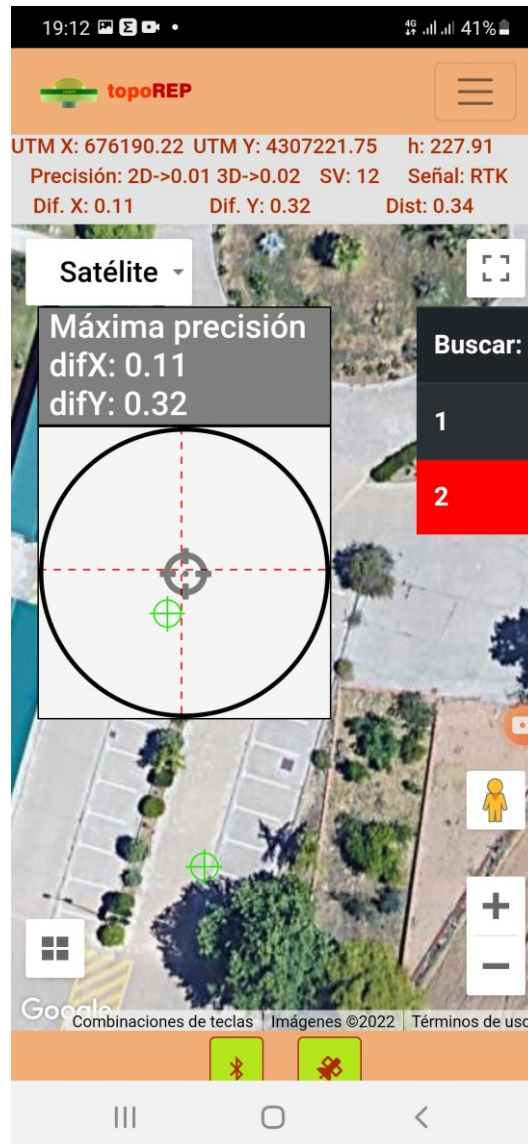 19:12 4G 41%
topoREP
UTM X: 676190.22 UTM Y: 4307221.75 h: 227.91
Precisión: 2D->0.01 3D->0.02 SV: 12 Señal: RTK
Dif. X: 0.11 Dif. Y: 0.32 Dist: 0.34
Satélite
Máxima precisión
difX: 0.11
difY: 0.32
Buscar:
1
2
Google
Combinaciones de teclas Imágenes ©2022 Términos de uso